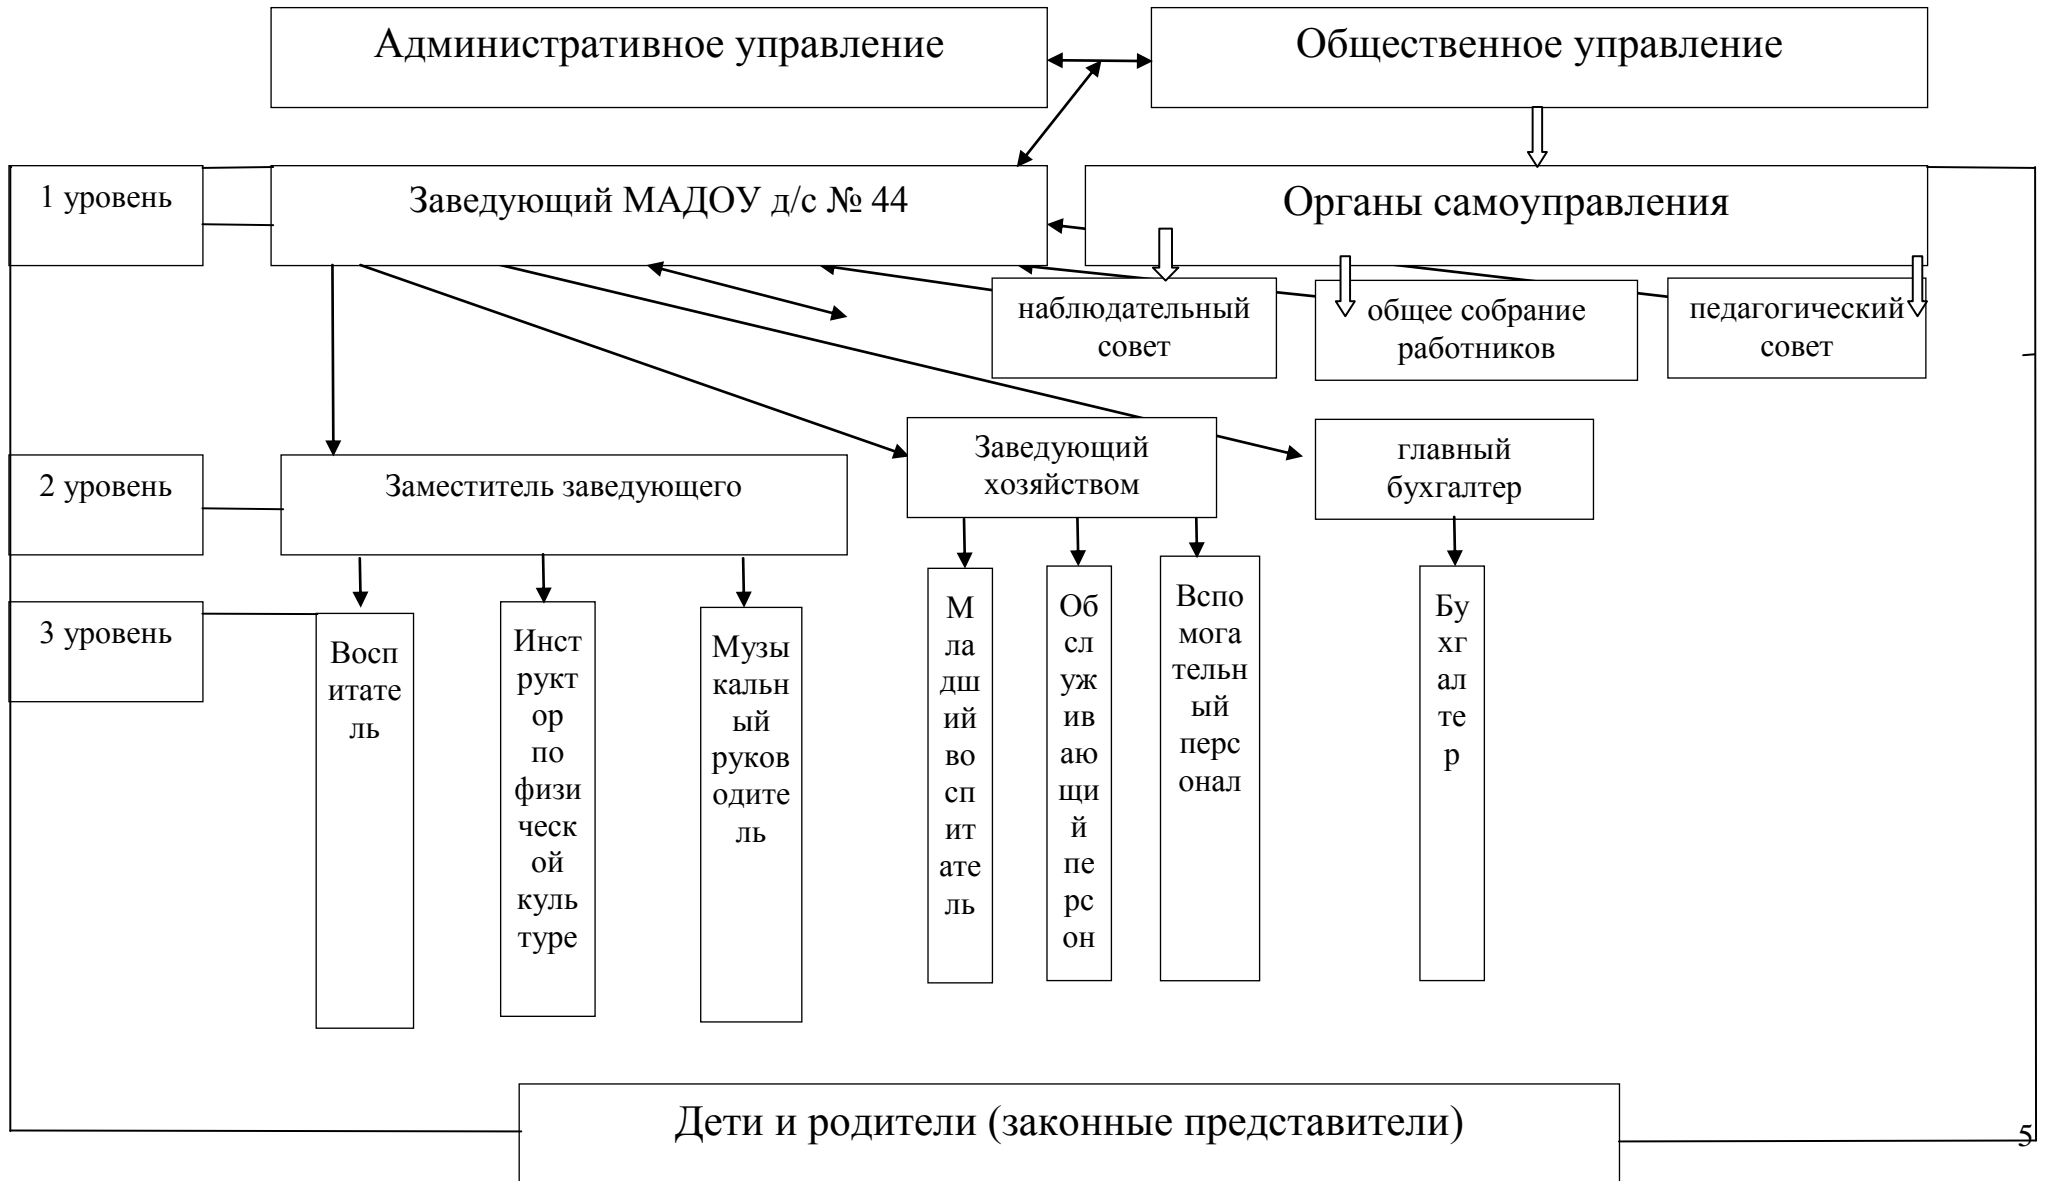 Административное управление
Общественное управление
1 уровень
Заведующий МАДОУ д/с № 44
Органы самоуправления
наблюдательный
совет
общее собрание
работников
педагогический
совет
2 уровень
Заместитель заведующего
Заведующий
хозяйством
главный
бухгалтер
3 уровень
Восп
итате
ль
Инст
рукт
ор
по
физи
ческ
ой
куль
туре
Музы
кальн
ый
руков
одите
ль
М
ла
дш
ий
во
сп
ит
ате
ль
Об
сл
уж
ив
аю
щи
й
пе
рс
он
Вспо
мога
тельн
ый
перс
онал
Бу
хг
ал
те
р
Дети и родители (законные представители)
5